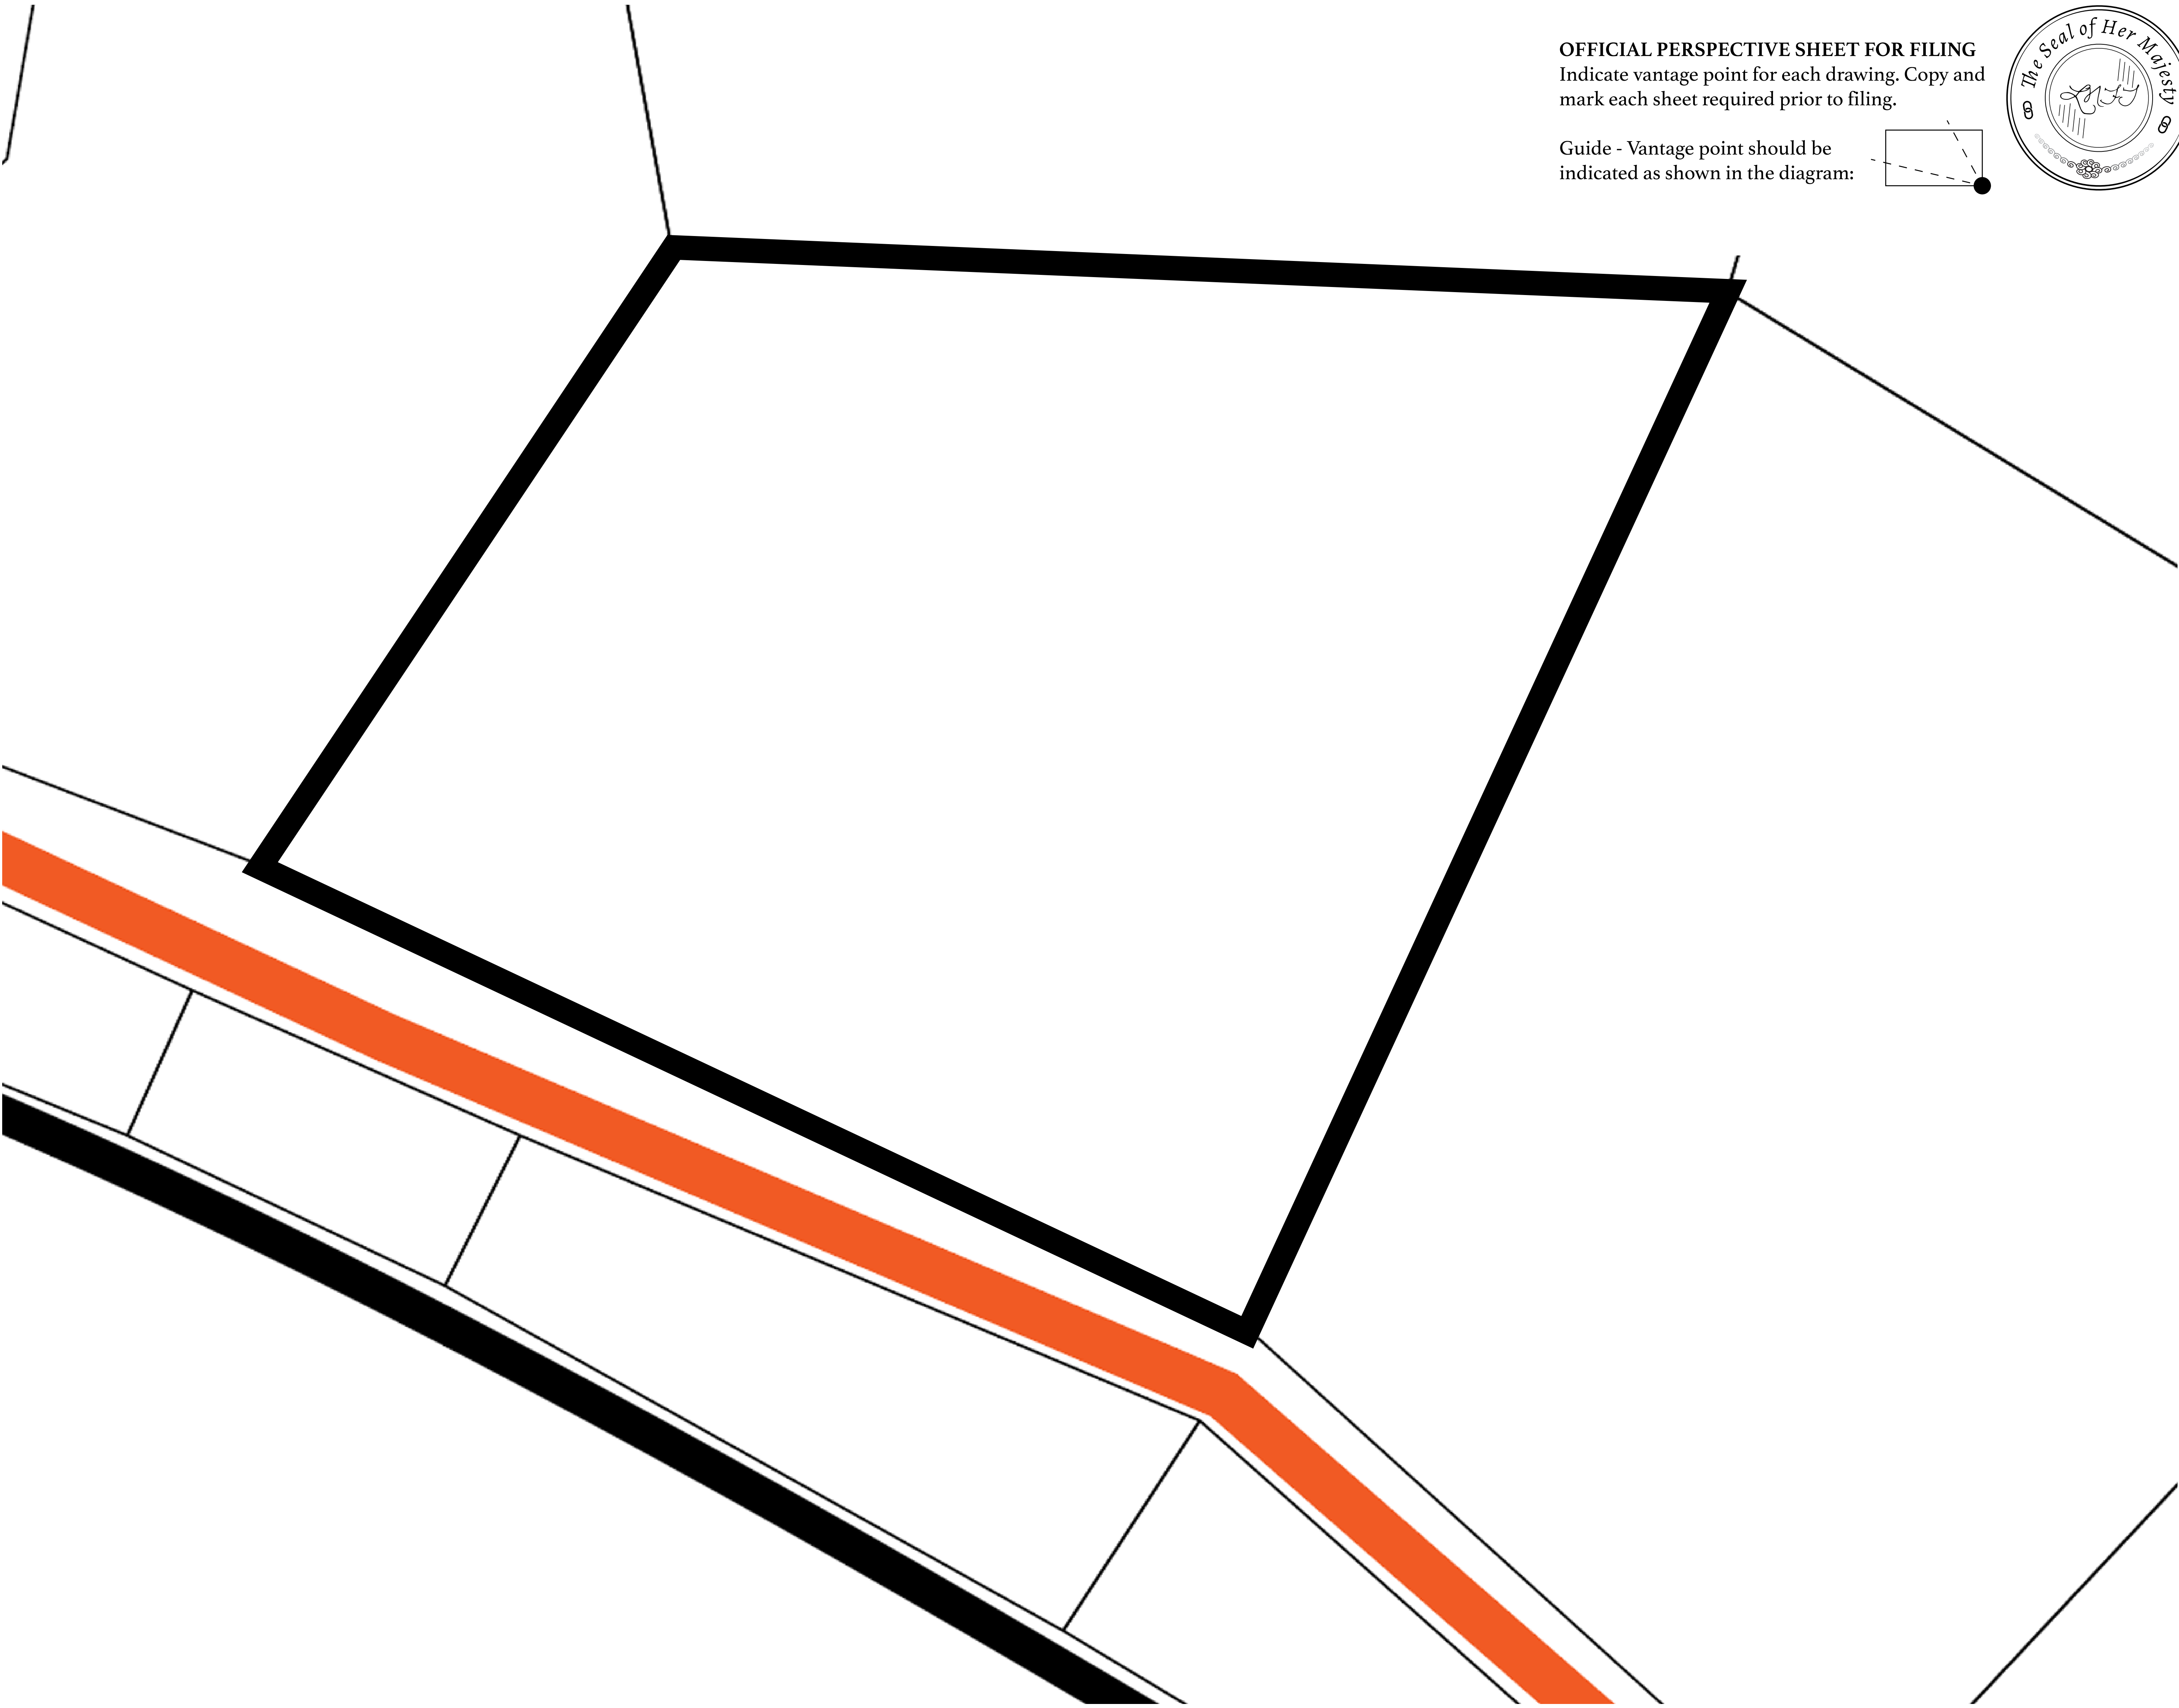 OFFICIAL PERSPECTIVE SHEET FOR FILING
Indicate vantage point for each drawing. Copy and
mark each sheet required prior to filing.
Guide - Vantage point should be
indicated as shown in the diagram:
The Seal of Her Majesty